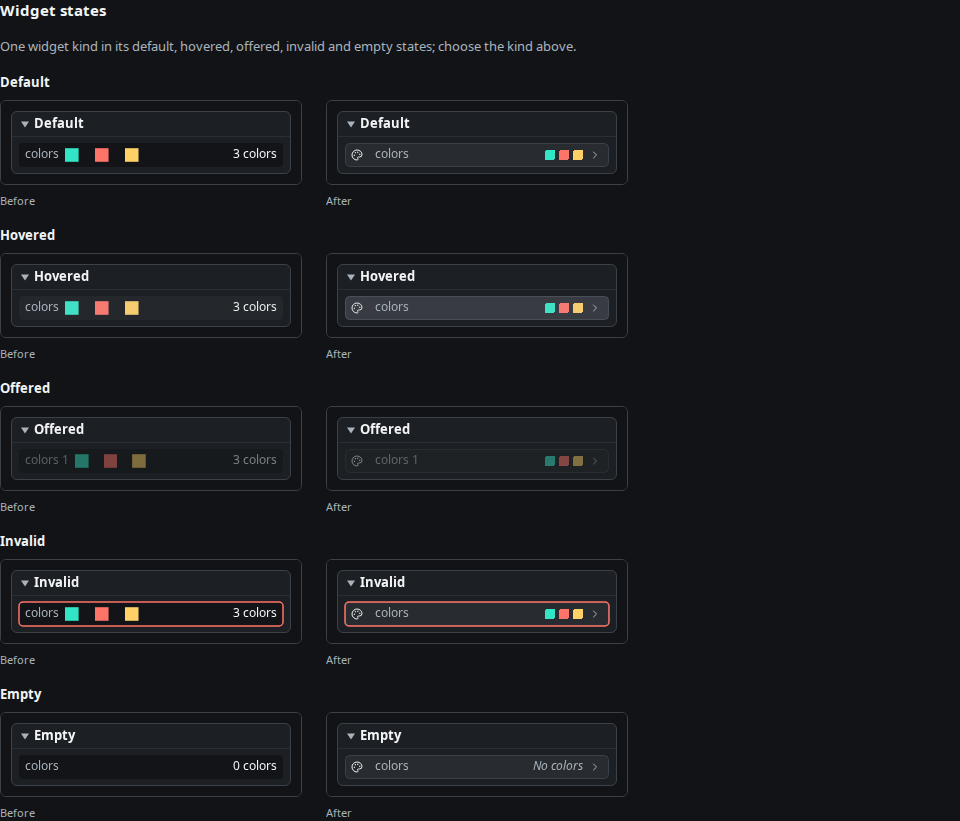 Widget states
One widget kind in its default, hovered, offered, invalid and empty states; choose the kind above.
Default
Default
colors 3 colors
Before
Default
colors
After
Hovered
Hovered
colors 3 colors
Before
Hovered
colors
After
Offered
Offered
colors 1 3 colors
Before
Offered
colors 1
After
Invalid
Invalid
colors 3 colors
Before
Invalid
colors
After
Empty
Empty
colors 0 colors
Before
Empty
colors No colors
After